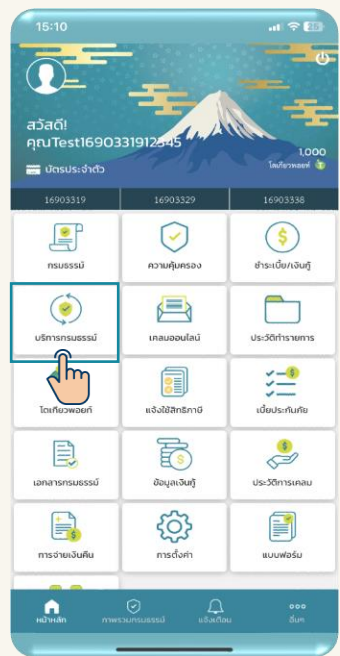 15:10
25
สวัสดี!
คุณTest1690331912345
1,000
โตเกียวพอยท์
บัตรประจำตัว
16903319 16903329 16903338
กรมธรรม์ ความคุ้มครอง ชำระเบี้ย/เงินกู้
บริการกรมธรรม์ เคลมออนไลน์ ประวัติทำรายการ
โตเกียวพอยท์ แจ้งใช้สิทธิภาษี เบี้ยประกันภัย
เอกสารกรมธรรม์ ข้อมูลเงินกู้ ประวัติการเคลม
การจ่ายเงินคืน การตั้งค่า แบบฟอร์ม
หน้าหลัก ภาพรวมกรมธรรม์ แจ้งเตือน อื่นๆ